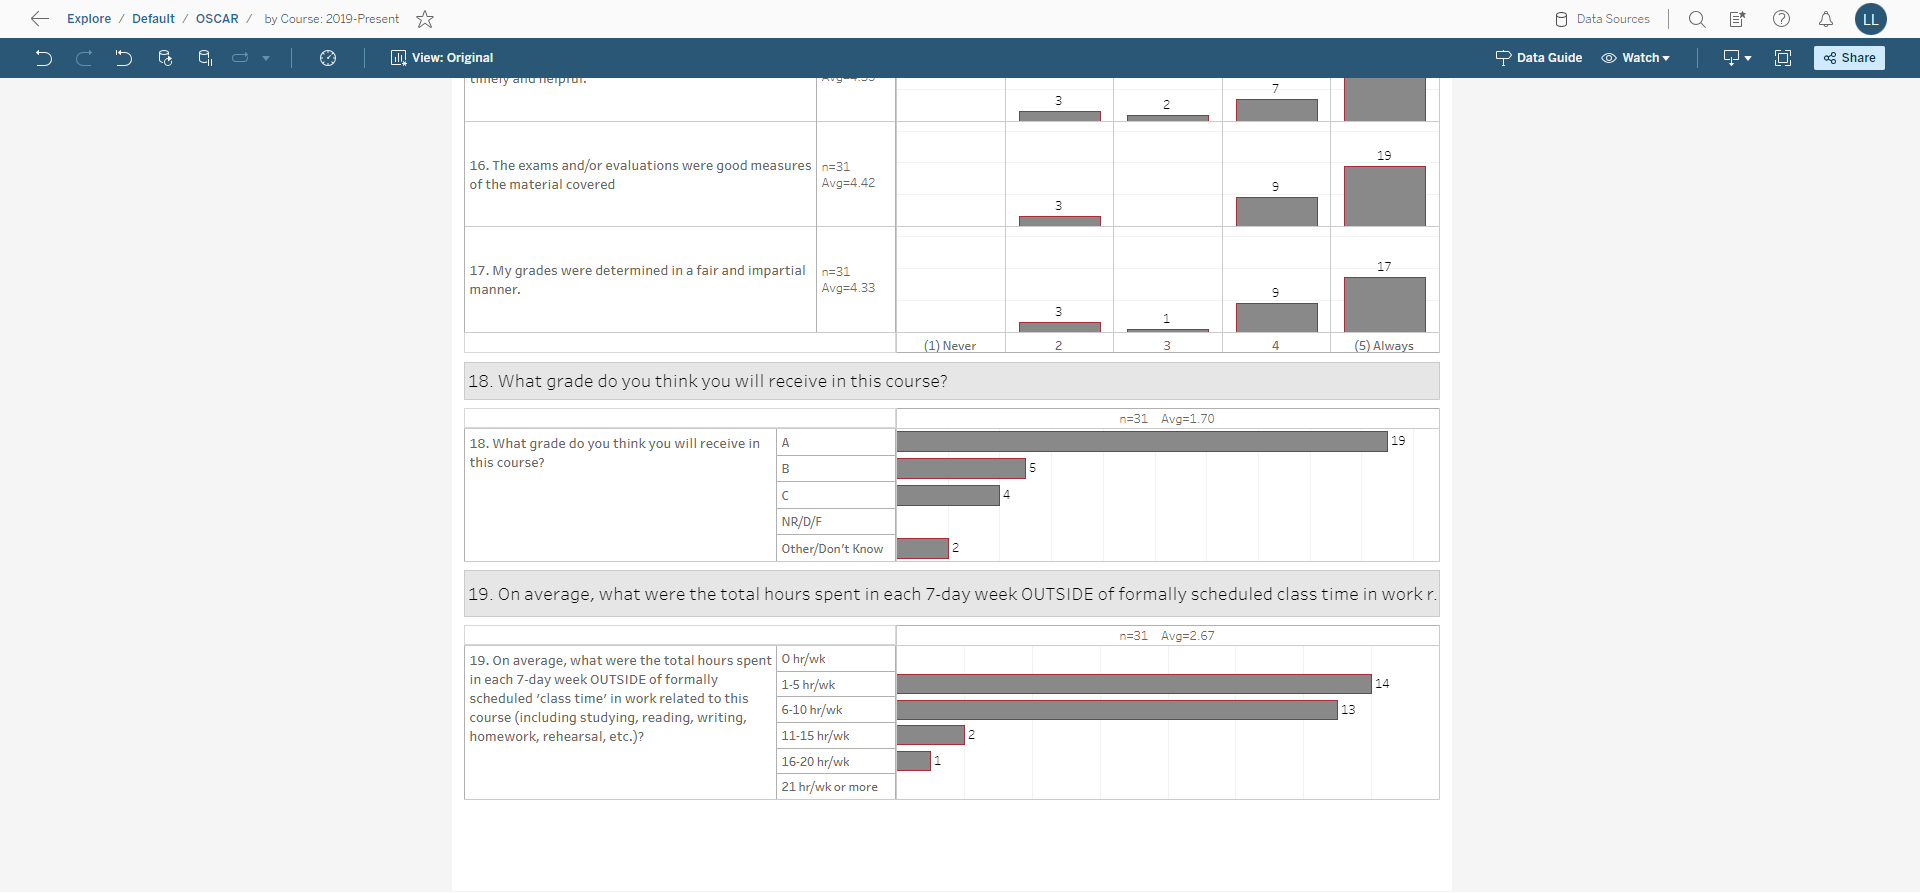 Explore / Default / OSCAR / by Course: 2019-Present
Data Sources
LL
View: Original
Data Guide
Watch
Share
timely and helpful.
3
2
7
16. The exams and/or evaluations were good measures
of the material covered
n=31
Avg=4.42
3
9
19
17. My grades were determined in a fair and impartial
manner.
n=31
Avg=4.33
3
1
9
17
(1) Never
2
3
4
(5) Always
18. What grade do you think you will receive in this course?
n=31 Avg=1.70
18. What grade do you think you will receive in
this course?
A
19
B
5
C
4
NR/D/F
Other/Don't Know
2
19. On average, what were the total hours spent in each 7-day week OUTSIDE of formally scheduled class time in work r.
n=31 Avg=2.67
19. On average, what were the total hours spent
in each 7-day week OUTSIDE of formally
scheduled 'class time' in work related to this
course (including studying, reading, writing,
homework, rehearsal, etc.)?
0 hr/wk
1-5 hr/wk
14
6-10 hr/wk
13
11-15 hr/wk
2
16-20 hr/wk
1
21 hr/wk or more